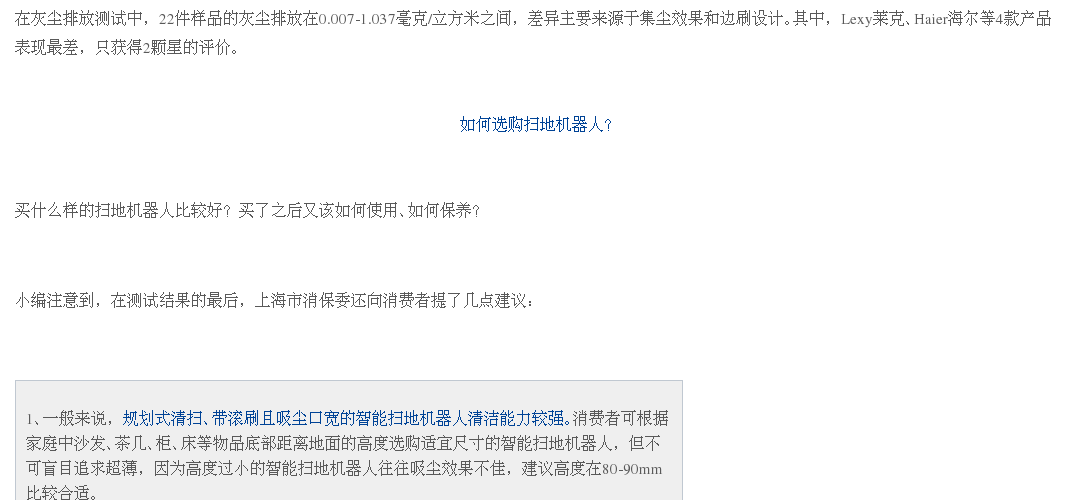 在灰尘排放测试中，22件样品的灰尘排放在0.007-1.037毫克/立方米之间，差异主要来源于集尘效果和边刷设计。其中，Lexy莱克、Haier海尔等4款产品
表现最差，只获得2颗星的评价。
如何选购扫地机器人？
买什么样的扫地机器人比较好？买了之后又该如何使用、如何保养？
小编注意到，在测试结果的最后，上海市消保委还向消费者提了几点建议：
1、一般来说，规划式清扫、带滚刷且吸尘口宽的智能扫地机器人清洁能力较强。消费者可根据
家庭中沙发、茶几、柜、床等物品底部距离地面的高度选购适宜尺寸的智能扫地机器人，但不
可盲目追求超薄，因为高度过小的智能扫地机器人往往吸尘效果不佳，建议高度在80-90mm
比较合适。